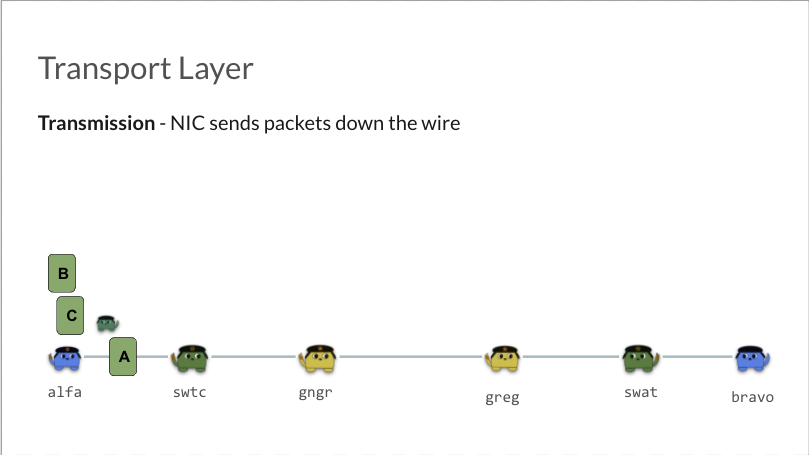 Transport Layer
Transmission - NIC sends packets down the wire
B
C
A
alfa
swtc
gngr
greg
swat
bravo